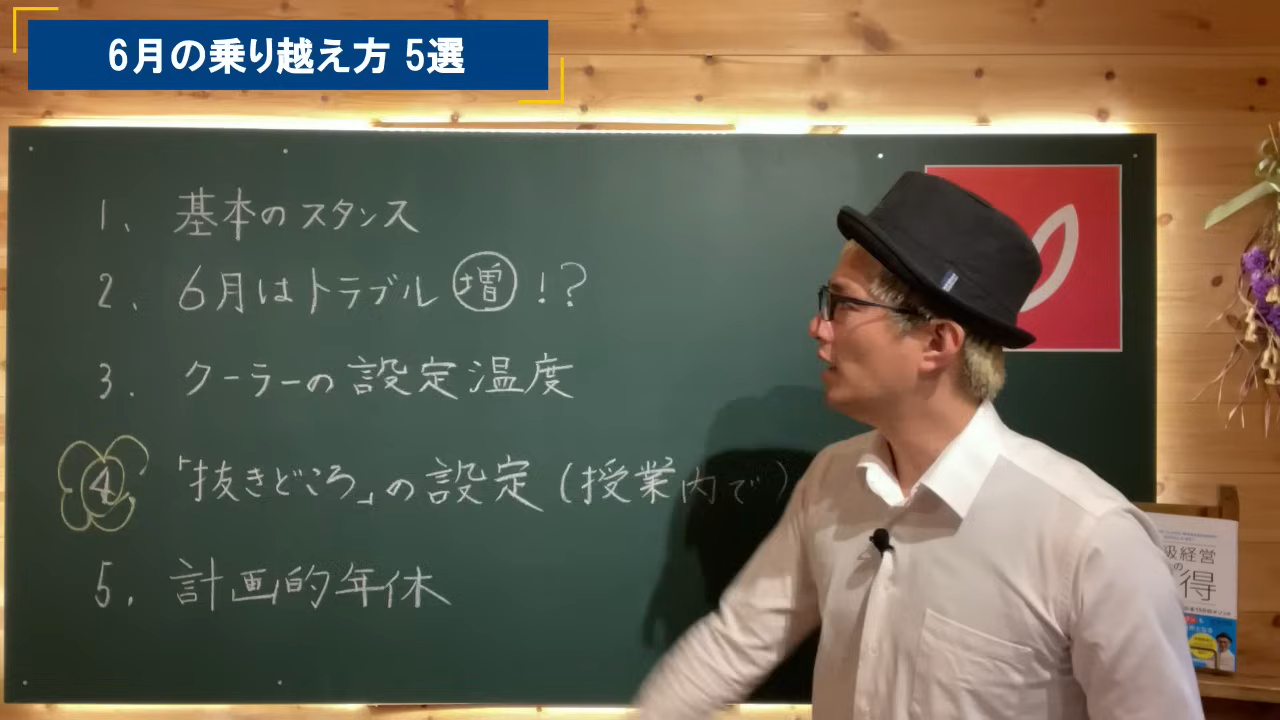 6月の乗り越え方 5選
1. 基本のスタンス
2. 6月はトラブル増!?
3. クーラーの設定温度
4 「抜きどころ」の設定(授業内で)
5. 計画的年休
級経営
の
得